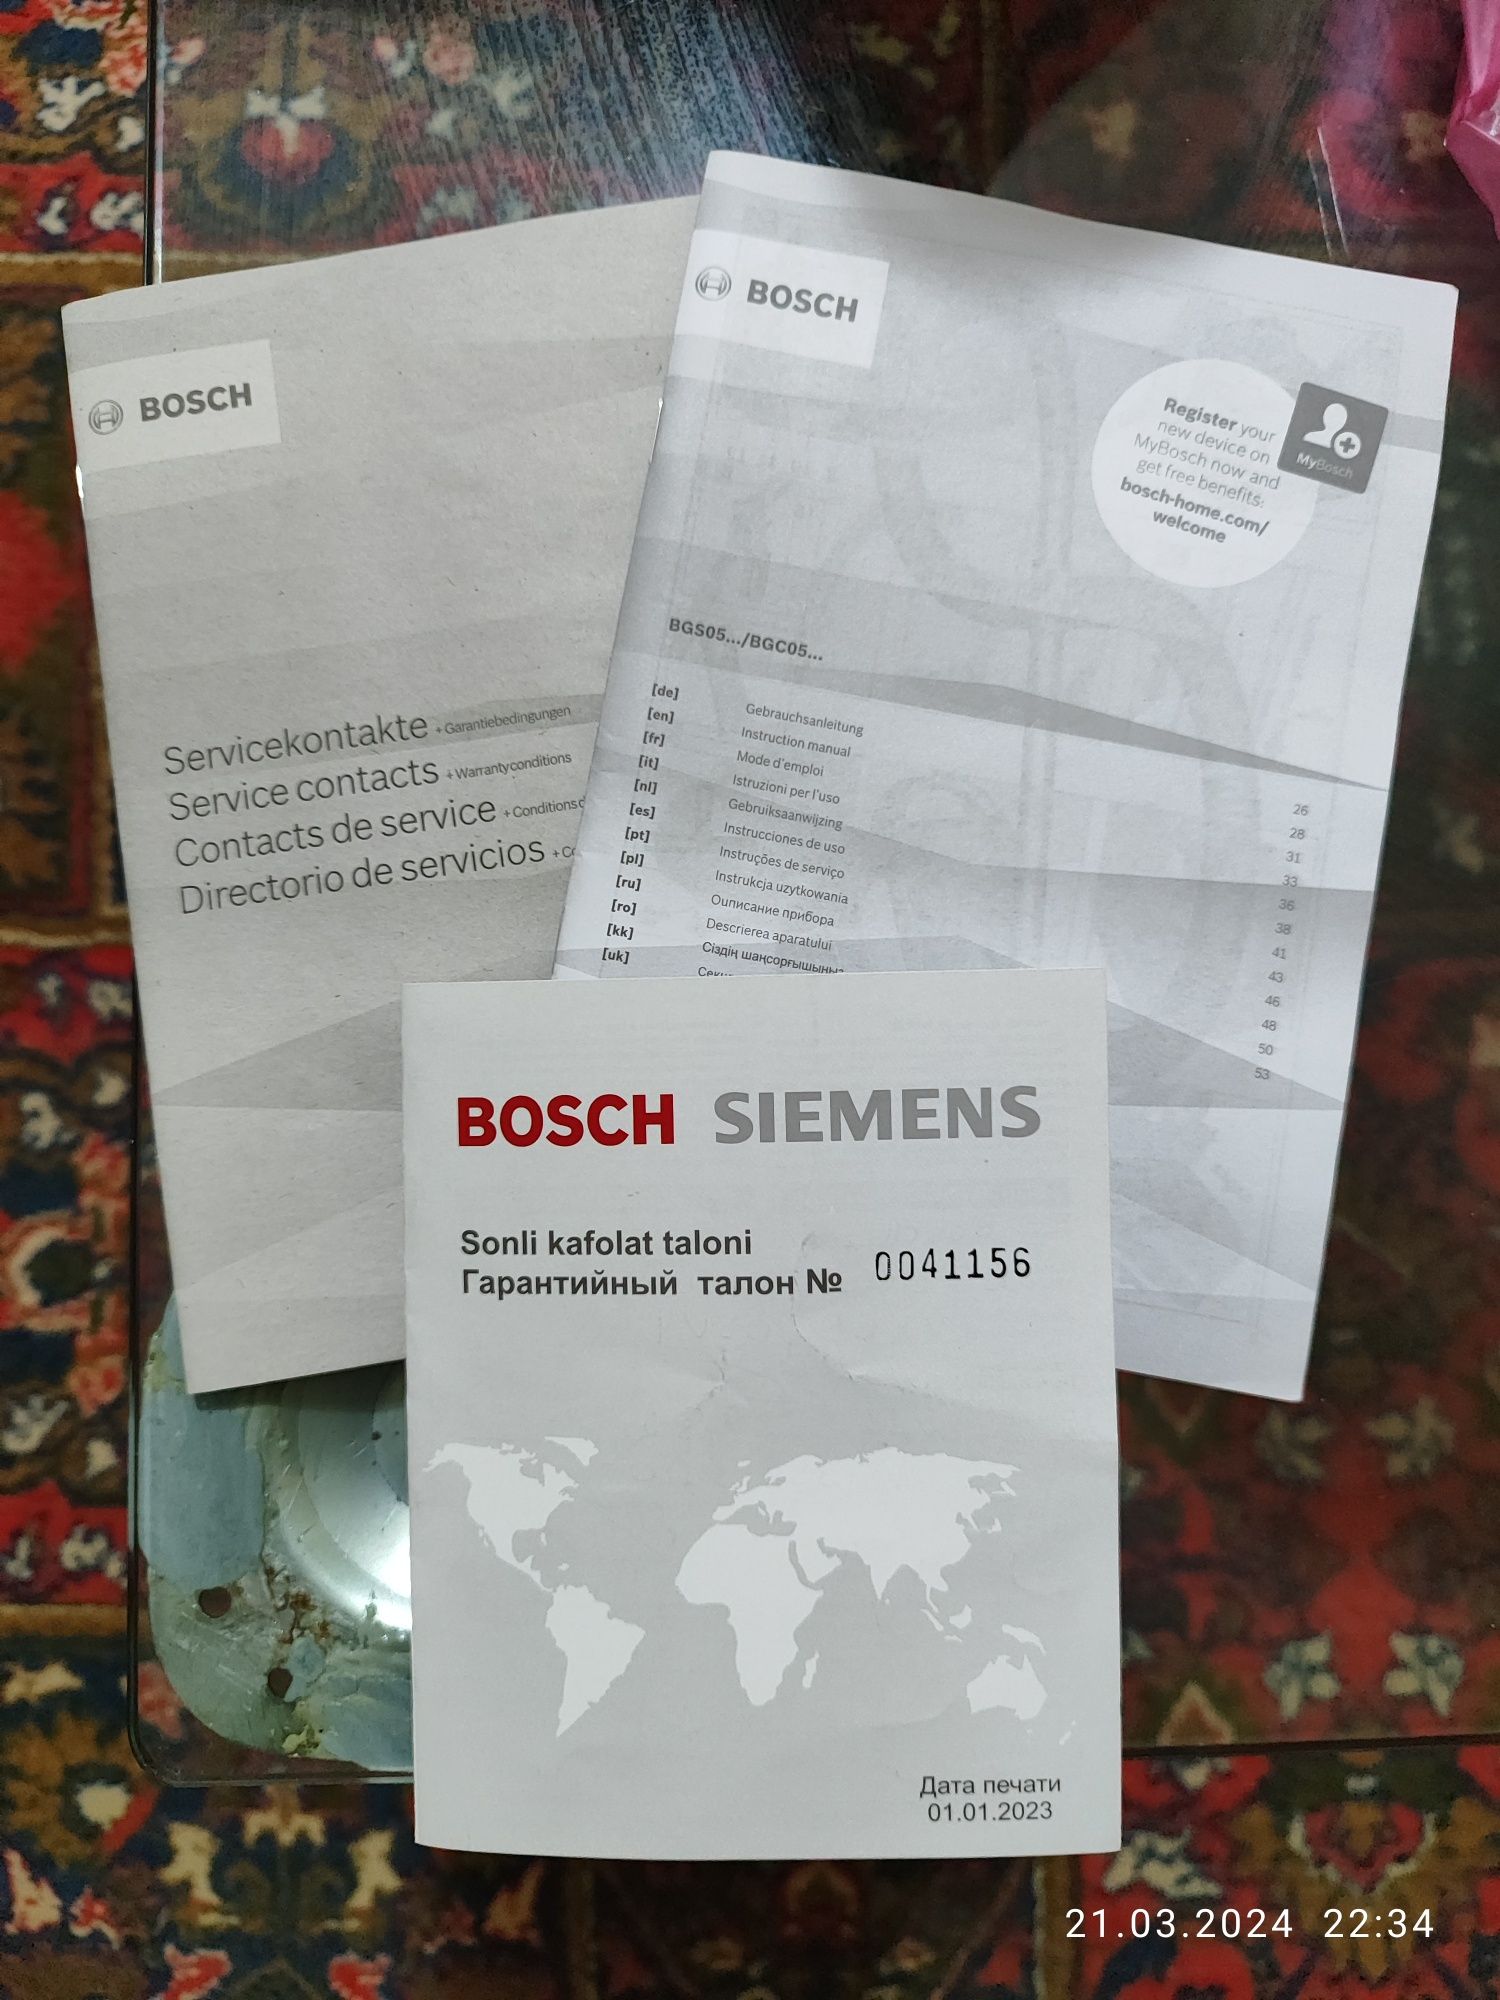 BOSCH
Servicekontakte + Garantiebedingungen
Service contacts + Warranty conditions
Contacts de service + Conditions
Directorio de servicios +
BOSCH
Register your
new device on
MyBosch now and
get free benefits:
bosch-home.com/
welcome
MyBosch
BGS05.../BGC05...
[de] Gebrauchsanleitung 26
[en] Instruction manual 28
[fr] Mode d'emploi 31
[it] Istruzioni per l'uso 33
[nl] Gebruiksaanwijzing 36
[es] Instrucciones de uso 38
[pt] Instruções de serviço 41
[pl] Instrukcja uzytkowania 43
[ru] Оuписание прибора 46
[ro] Descrierea aparatului 48
[kk] Сіздің шаңсорғышыңыз 50
[uk] 53
BOSCH SIEMENS
Sonli kafolat taloni
Гарантийный талон № 0041156
Дата печати
01.01.2023
21.03.2024 22:34